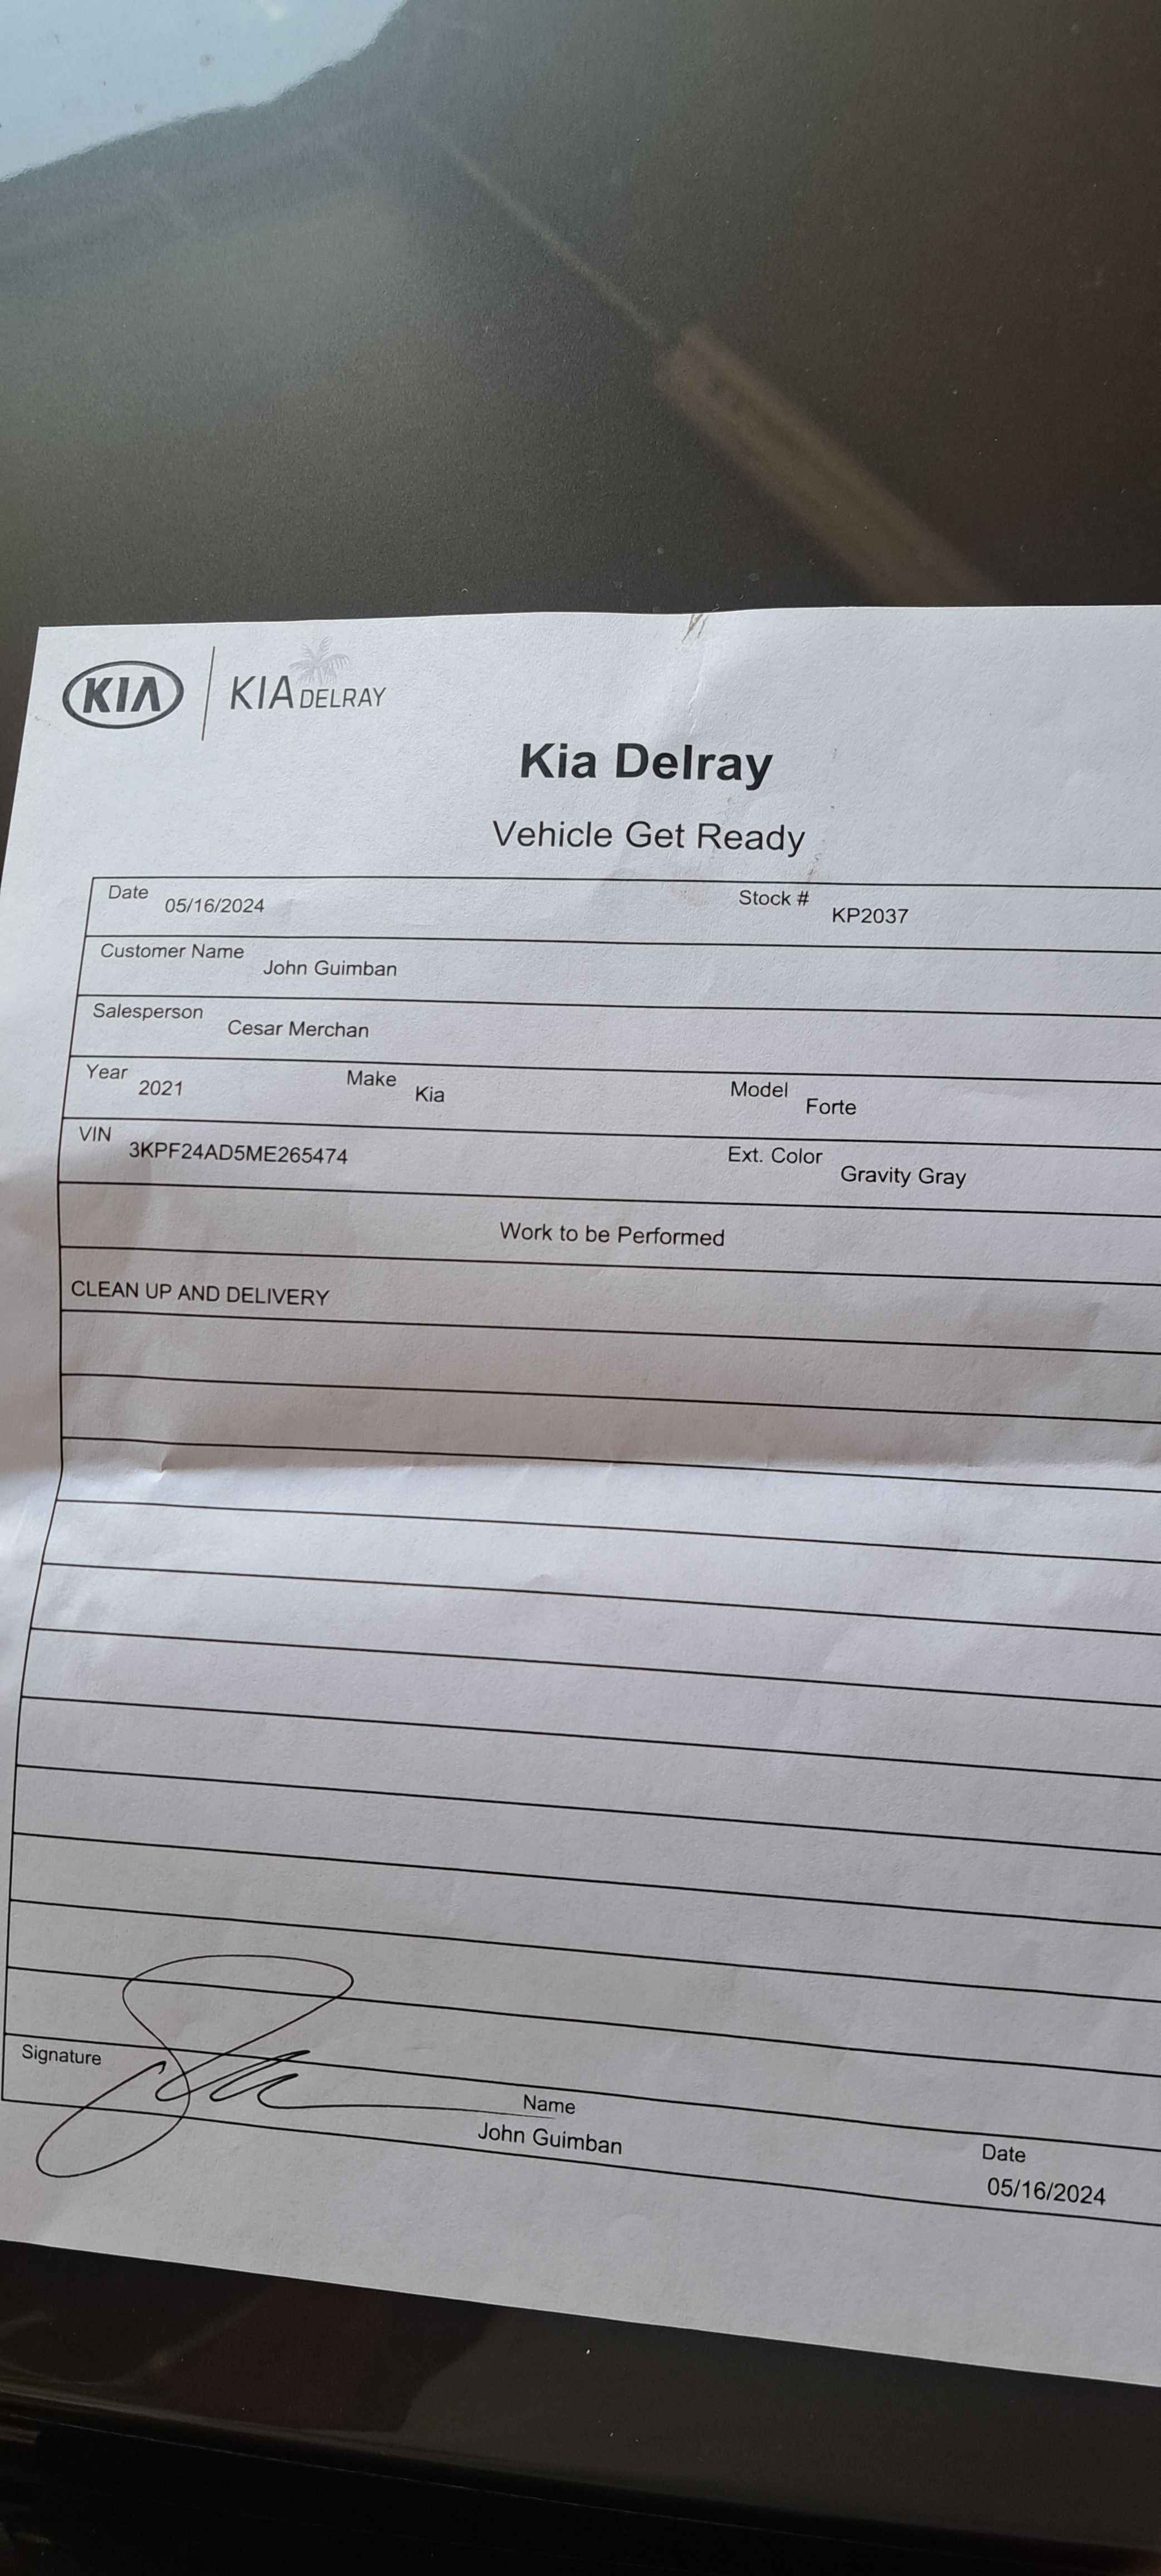 KIA KIA DELRAY
Kia Delray
Vehicle Get Ready
Date 05/16/2024 Stock # KP2037
Customer Name John Guimban
Salesperson Cesar Merchan
Year 2021 Make Kia Model Forte
VIN 3KPF24AD5ME265474 Ext. Color Gravity Gray
Work to be Performed
CLEAN UP AND DELIVERY
Signature Name Date
John Guimban 05/16/2024